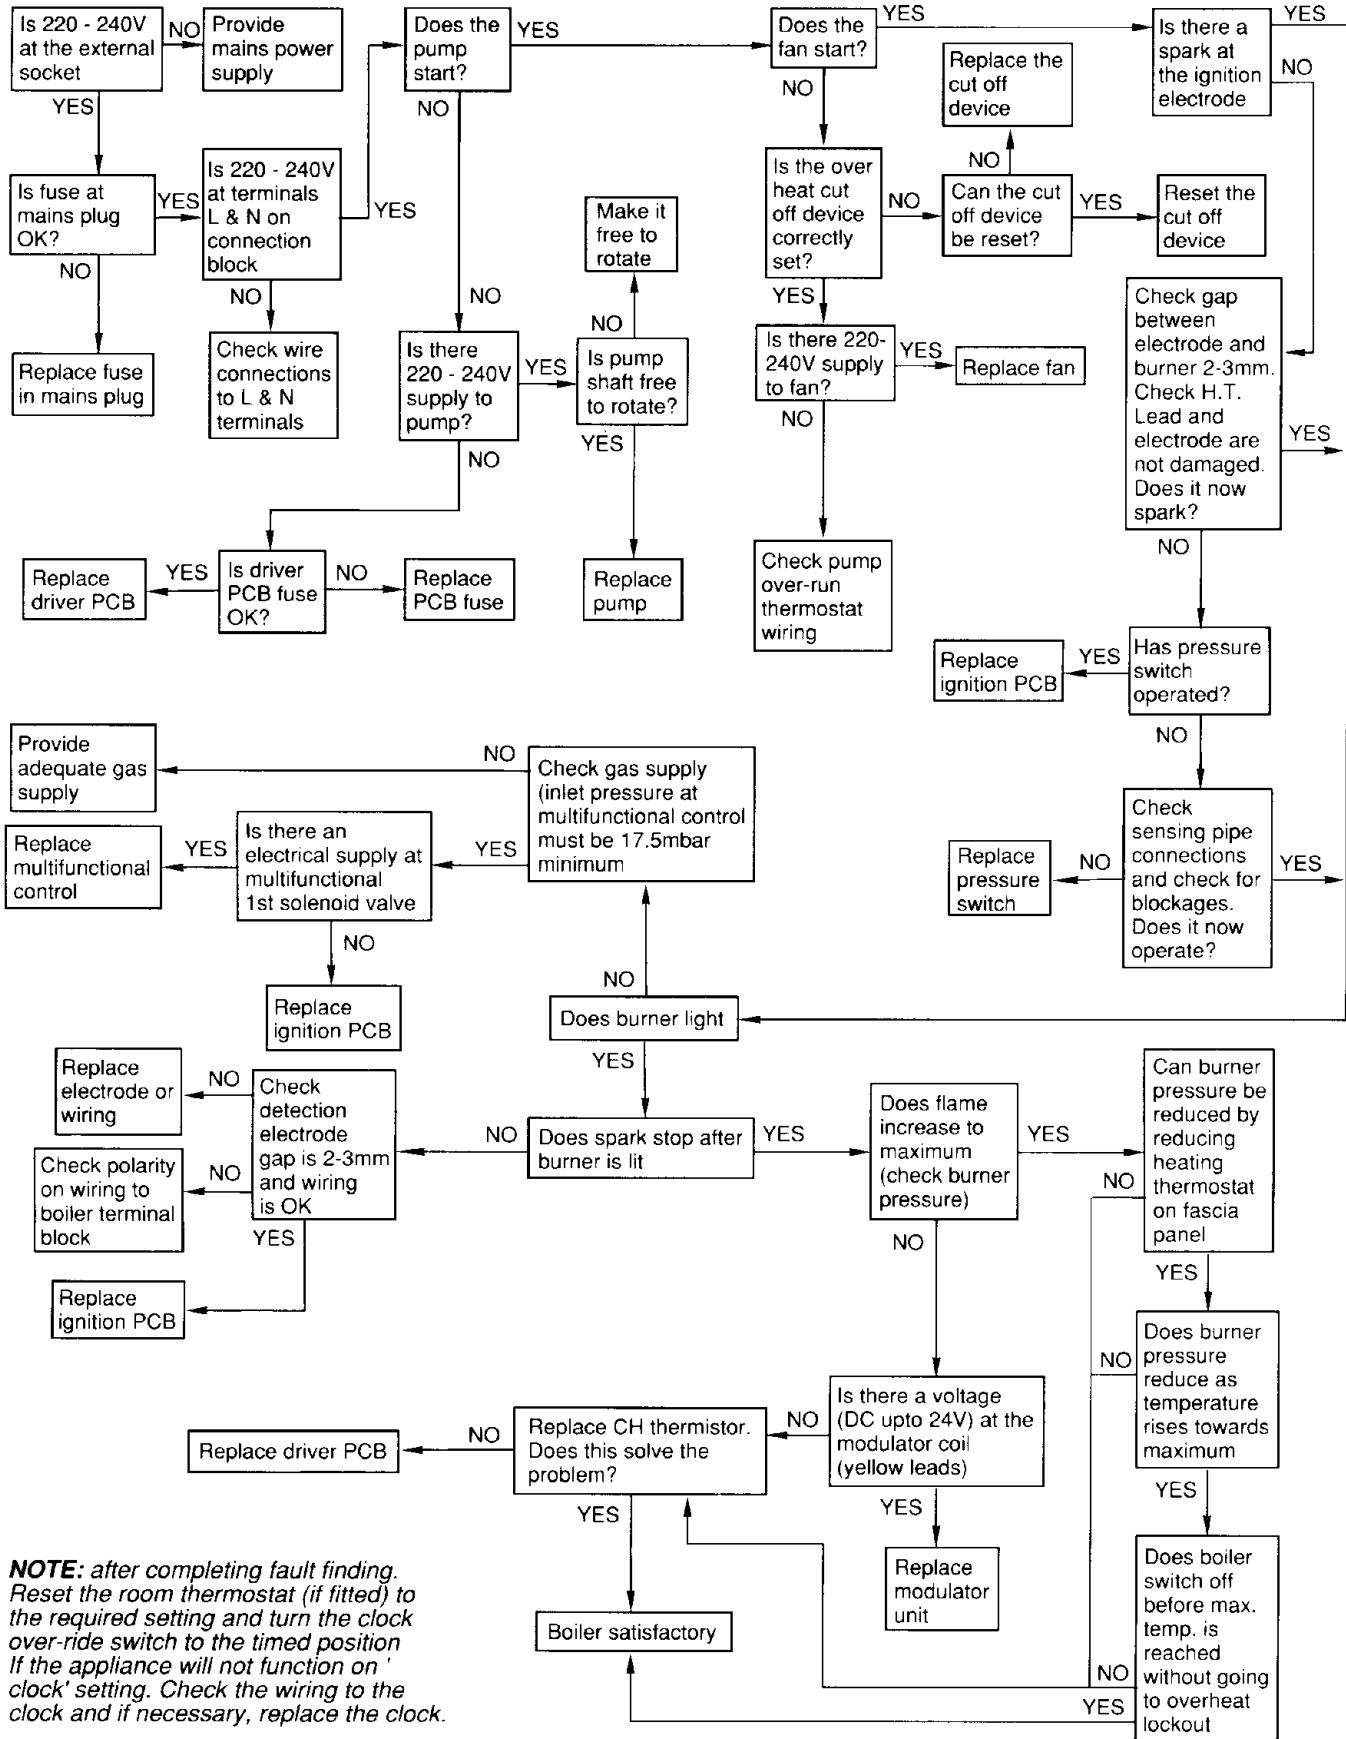 Is 220 - 240V
at the external
socket
NO
Provide
mains power
supply
YES
Is fuse at
mains plug
OK?
YES
NO
Replace fuse
in mains plug
Is 220 - 240V
at terminals
L & N on
connection
block
YES
NO
Check wire
connections
to L & N
terminals
Does the
pump
start?
YES
NO
NO
Is there
220 - 240V
supply to
pump?
YES
NO
Is pump
shaft free
to rotate?
NO
Make it
free to
rotate
YES
Replace
pump
Is driver
PCB fuse
OK?
YES
Replace
driver PCB
NO
Replace
PCB fuse
Does the
fan start?
YES
NO
Is the over
heat cut
off device
correctly
set?
NO
Can the cut
off device
be reset?
NO
Replace the
cut off
device
YES
Reset the
cut off
device
YES
Is there 220-
240V supply
to fan?
YES
Replace fan
NO
Check pump
over-run
thermostat
wiring
Is there a
spark at
the ignition
electrode
YES
NO
Check gap
between
electrode and
burner 2-3mm.
Check H.T.
Lead and
electrode are
not damaged.
Does it now
spark?
YES
NO
Has pressure
switch
operated?
YES
Replace
ignition PCB
NO
Check
sensing pipe
connections
and check for
blockages.
Does it now
operate?
NO
Replace
pressure
switch
YES
Provide
adequate gas
supply
NO
Check gas supply
(inlet pressure at
multifunctional control
must be 17.5mbar
minimum
YES
Is there an
electrical supply at
multifunctional
1st solenoid valve
YES
Replace
multifunctional
control
NO
Replace
ignition PCB
NO
Does burner light
YES
Does spark stop after
burner is lit
NO
Check
detection
electrode
gap is 2-3mm
and wiring
is OK
NO
Replace
electrode or
wiring
NO
Check polarity
on wiring to
boiler terminal
block
YES
Replace
ignition PCB
YES
Does flame
increase to
maximum
(check burner
pressure)
YES
NO
Can burner
pressure be
reduced by
reducing
heating
thermostat
on fascia
panel
NO
YES
Does burner
pressure
reduce as
temperature
rises towards
maximum
NO
YES
Does boiler
switch off
before max.
temp. is
reached
without going
to overheat
lockout
NO
YES
Is there a voltage
(DC upto 24V) at the
modulator coil
(yellow leads)
NO
YES
Replace
modulator
unit
Replace CH thermistor.
Does this solve the
problem?
NO
Replace driver PCB
YES
Boiler satisfactory
NOTE: after completing fault finding.
Reset the room thermostat (if fitted) to
the required setting and turn the clock
over-ride switch to the timed position
If the appliance will not function on '
clock' setting. Check the wiring to the
clock and if necessary, replace the clock.